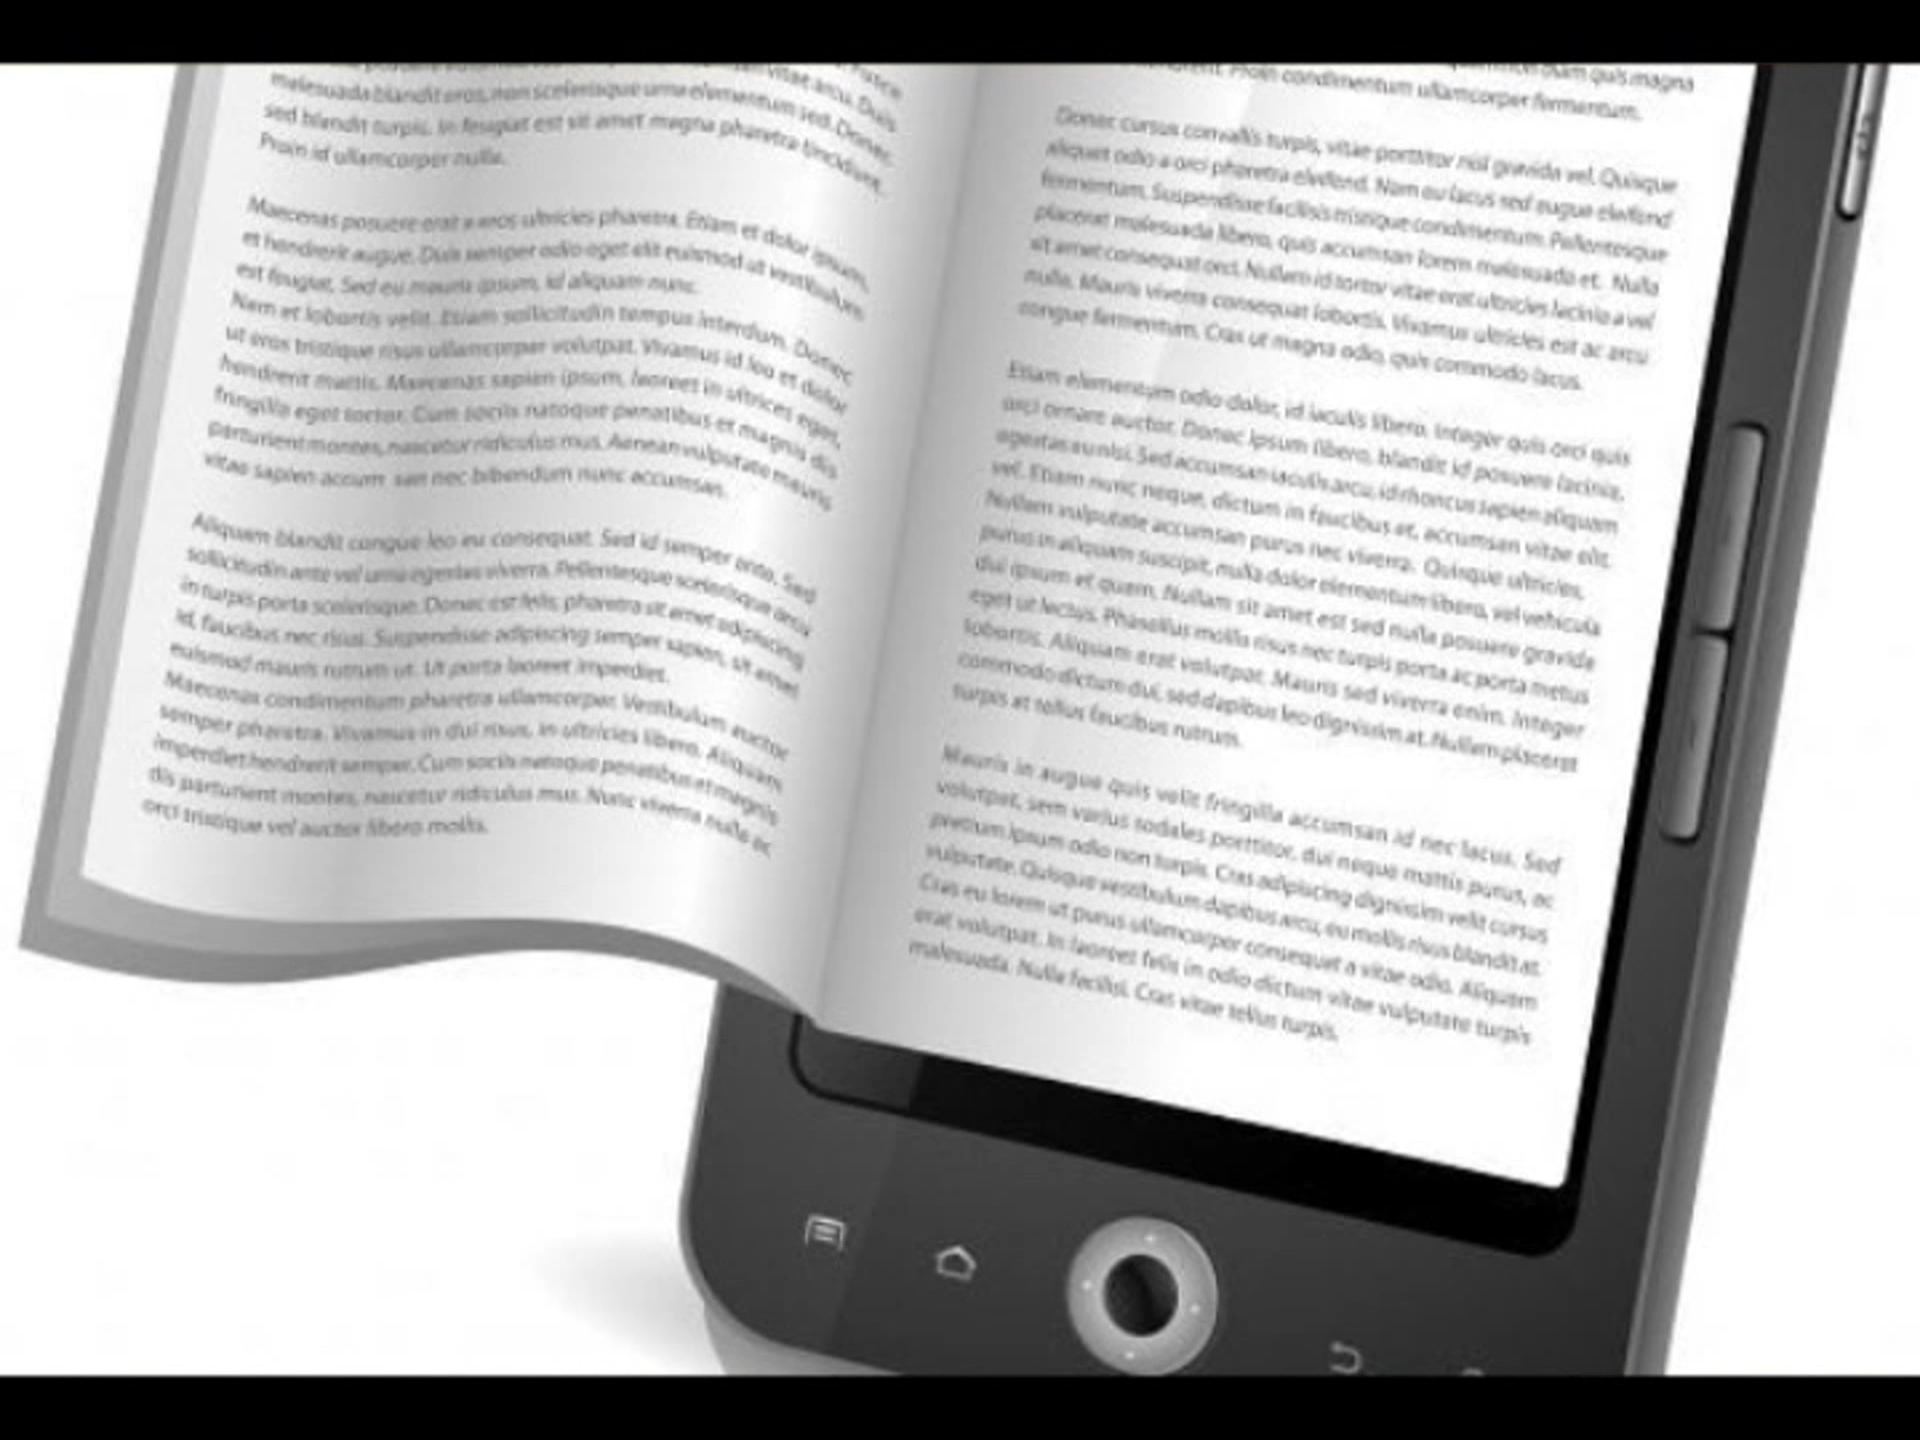 malesuada blandit eros, non scelerisque urna elementum sed. Donec
sed blandit turpis. In feugiat est sit amet magna pharetra tincidunt.
Proin id ullamcorper nulla.
Maecenas posuere erat a eros ultricies pharetra. Etiam et dolor ipsum,
et hendrerit augue. Duis semper odio eget elit euismod ut vestibulum
est feugiat. Sed eu mauris ipsum, id aliquam nunc.
Nam et lobortis velit. Etiam sollicitudin tempus interdum. Donec
ut eros tristique risus ullamcorper volutpat. Vivamus id leo et dolor
hendrerit mattis. Maecenas sapien ipsum, laoreet in ultrices eget,
fringilla eget tortor. Cum sociis natoque penatibus et magnis dis
parturient montes, nascetur ridiculus mus. Aenean vulputate mauris
vitae sapien accum san nec bibendum nunc accumsan.
Aliquam blandit congue leo eu consequat. Sed id semper ante. Sed
sollicitudin ante vel urna egestas viverra. Pellentesque scelerisque
in turpis porta scelerisque. Donec est felis, pharetra sit amet adipiscing
id, faucibus nec risus. Suspendisse adipiscing semper sapien, sit amet
euismod mauris rutrum ut. Ut porta laoreet imperdiet.
Maecenas condimentum pharetra ullamcorper. Vestibulum auctor
semper pharetra. Vivamus in dui risus. In ultricies libero. Aliquam
imperdiet hendrerit semper. Cum sociis natoque penatibus et magnis
dis parturient montes, nascetur ridiculus mus. Nunc viverra nulla ac
orci tristique vel auctor libero mollis.
quis magna
Proin condimentum ullamcorper fermentum.
Donec cursus convallis turpis, vitae porttitor nisl gravida vel. Quisque
aliquet odio a orci pharetra eleifend. Nam eu lacus sed augue eleifend
fermentum. Suspendisse facilisis tristique condimentum. Pellentesque
placerat malesuada libero, quis accumsan lorem malesuada et. Nulla
sit amet consequat orci. Nullam id tortor vitae erat ultricies lacinia a vel
nulla. Mauris viverra consequat lobortis. Vivamus ultricies est ac arcu
congue fermentum. Cras ut magna odio, quis commodo lacus.
Etiam elementum odio dolor, id iaculis libero. Integer quis orci quis
orci ornare auctor. Donec ipsum libero, blandit id posuere lacinia,
egestas eu nisi. Sed accumsan iaculis arcu, id rhoncus sapien aliquam
vel. Etiam nunc neque, dictum in faucibus et, accumsan vitae elit.
Nullam vulputate accumsan purus nec viverra. Quisque ultricies,
purus in aliquam suscipit, nulla dolor elementum libero, vel vehicula
dui ipsum et quam. Nullam sit amet est sed nulla posuere gravida
eget ut lectus. Phasellus mollis risus nec turpis porta ac porta metus
lobortis. Aliquam erat volutpat. Mauris sed viverra enim. Integer
commodo dictum dui, sed dapibus leo dignissim at. Nullam placerat
turpis at tellus faucibus rutrum.
Mauris in augue quis velit fringilla accumsan id nec lacus. Sed
volutpat, sem varius sodales porttitor, dui neque mattis purus, ac
pretium ipsum odio non turpis. Cras adipiscing dignissim velit cursus
vulputate. Quisque vestibulum dapibus arcu, eu mollis risus blandit at.
Cras eu lorem ut purus ullamcorper consequat a vitae odio. Aliquam
erat volutpat. In laoreet felis in odio dictum vitae vulputate turpis
malesuada. Nulla facilisi. Cras vitae tellus turpis.